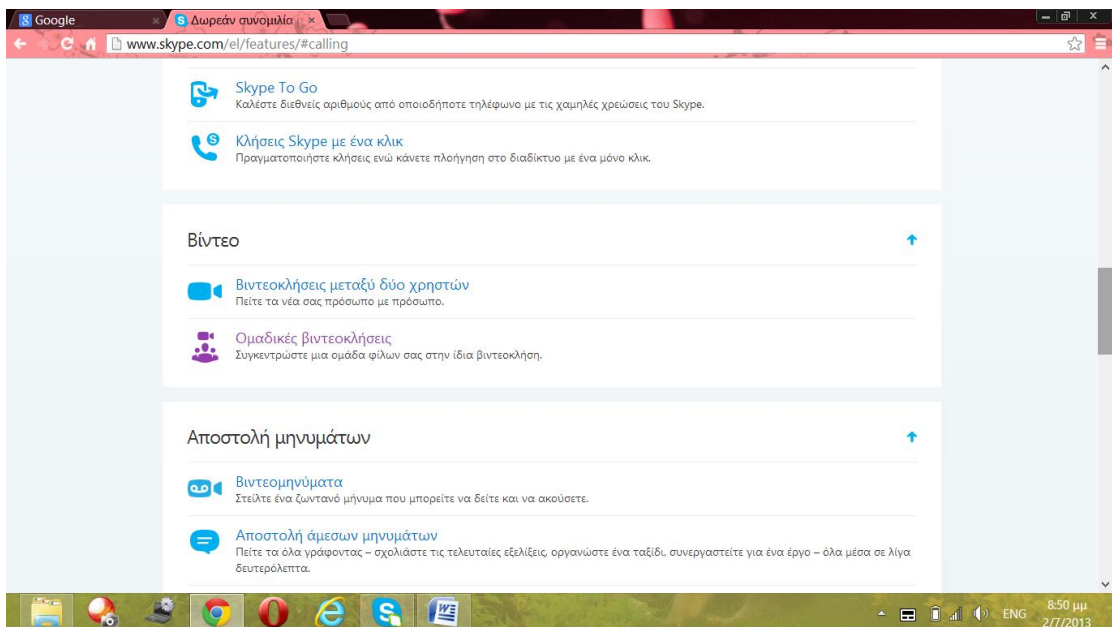 Google
Δωρεάν συνομιλία
www.skype.com/el/features/#calling
Skype To Go
Καλέστε διεθνείς αριθμούς από οποιοδήποτε τηλέφωνο με τις χαμηλές χρεώσεις του Skype.
Κλήσεις Skype με ένα κλικ
Πραγματοποιήστε κλήσεις ενώ κάνετε πλοήγηση στο διαδίκτυο με ένα μόνο κλικ.
Βίντεο
Βιντεοκλήσεις μεταξύ δύο χρηστών
Πείτε τα νέα σας πρόσωπο με πρόσωπο.
Ομαδικές βιντεοκλήσεις
Συγκεντρώστε μια ομάδα φίλων σας στην ίδια βιντεοκλήση.
Αποστολή μηνυμάτων
Βιντεομηνύματα
Στείλτε ένα ζωντανό μήνυμα που μπορείτε να δείτε και να ακούσετε.
Αποστολή άμεσων μηνυμάτων
Πείτε τα όλα γράφοντας – σχολιάστε τις τελευταίες εξελίξεις, οργανώστε ένα ταξίδι, συνεργαστείτε για ένα έργο – όλα μέσα σε λίγα
δευτερόλεπτα.
ENG
8:50 μμ
2/7/2013